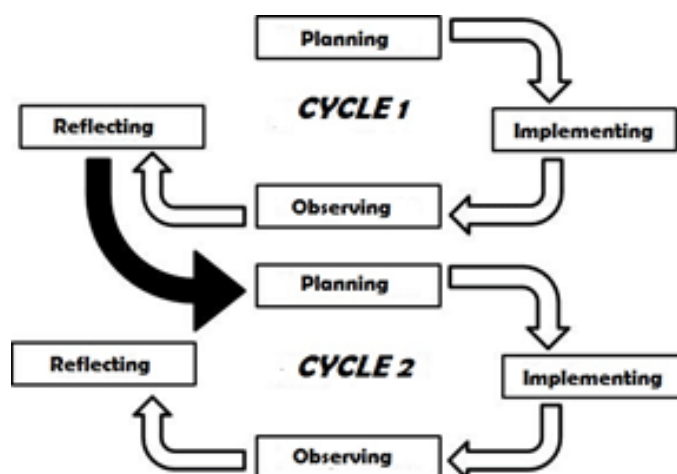 Planning
CYCLE 1
Reflecting
Implementing
Observing
Planning
Reflecting
CYCLE 2
Implementing
Observing